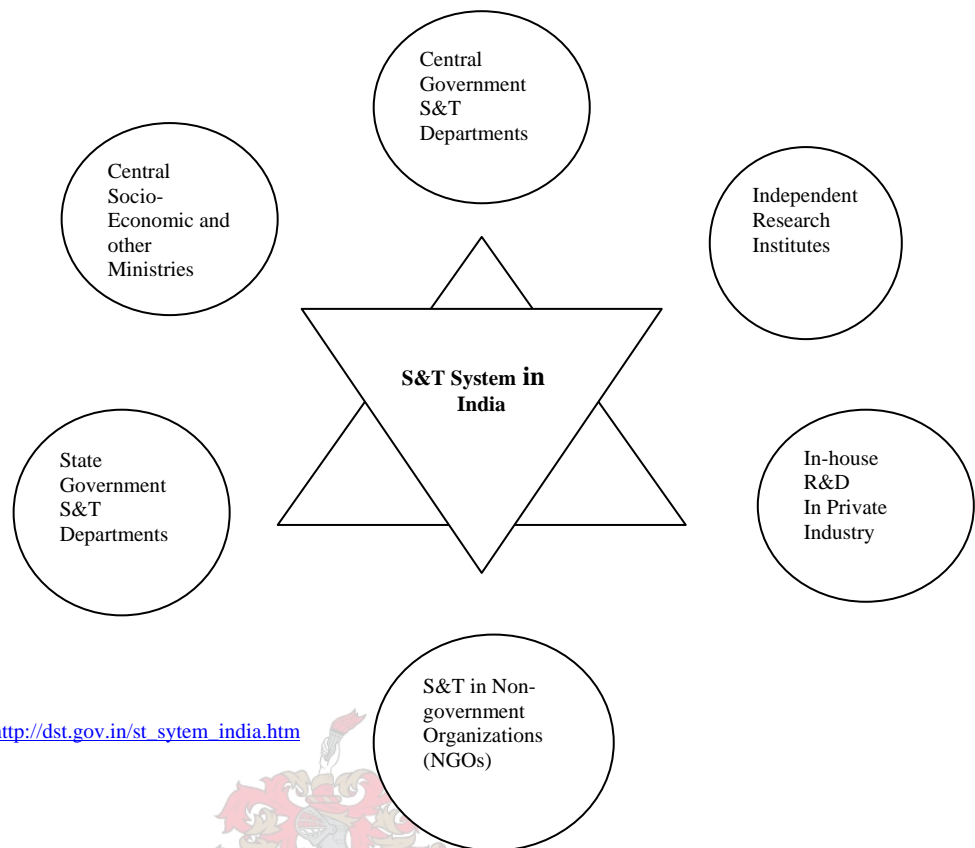 Central
Government
S&T
Departments
Central
Socio-
Economic and
other
Ministries
Independent
Research
Institutes
S&T System in
India
State
Government
S&T
Departments
In-house
R&D
In Private
Industry
S&T in Non-
government
Organizations
(NGOs)
ttp://dst.gov.in/st_sytem_india.htm